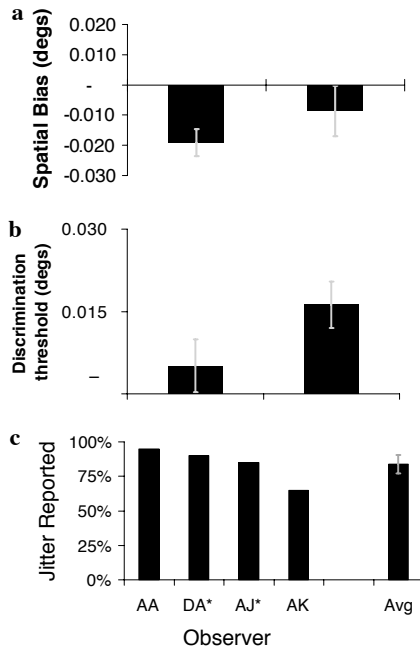 a
Spatial Bias (degs)
0.020
0.010
-
-0.010
-0.020
-0.030
b
Discrimination
threshold (degs)
0.030
0.015
–
c
Jitter Reported
100%
75%
50%
25%
0%
AA DA* AJ* AK Avg
Observer